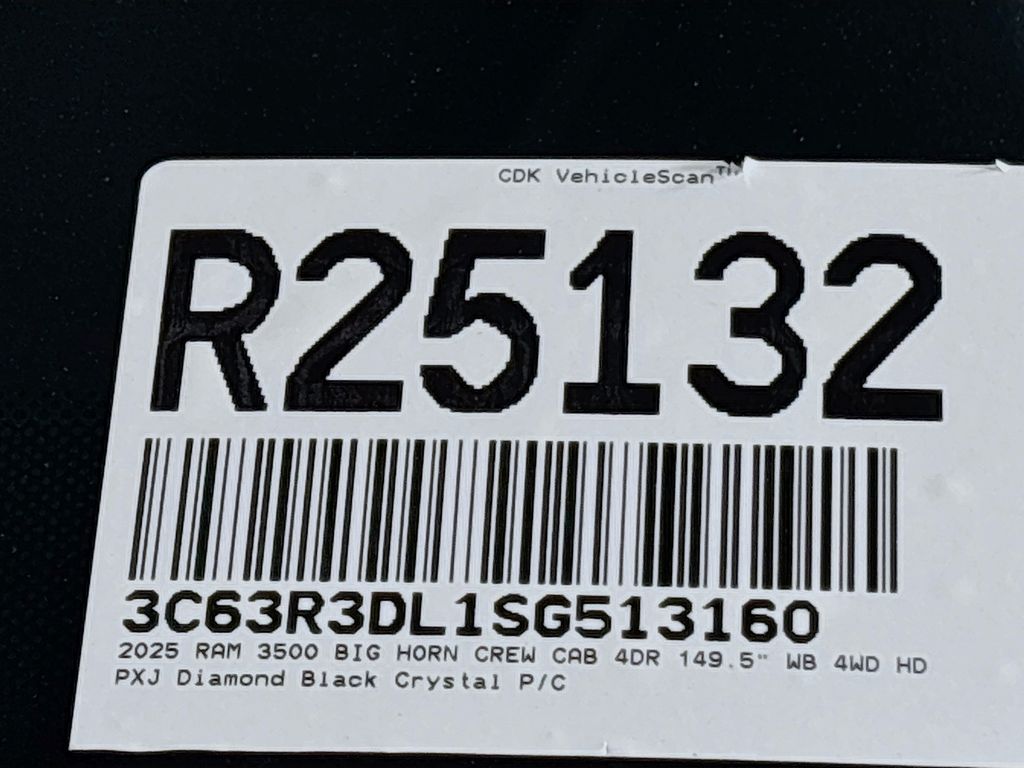 CDK VehicleScan™
R25132
3C63R3DL1SG513160
2025 RAM 3500 BIG HORN CREW CAB 4DR 149.5" WB 4WD HD
PXJ Diamond Black Crystal P/C